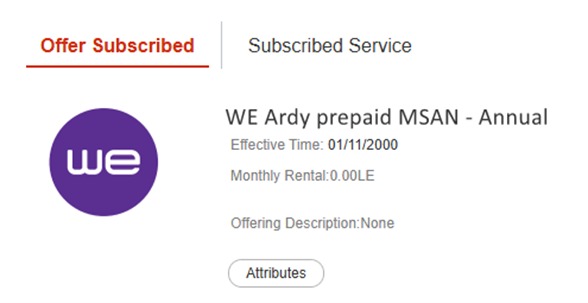 Offer Subscribed
Subscribed Service
we
WE Ardy prepaid MSAN - Annual
Effective Time: 01/11/2000
Monthly Rental:0.00LE
Offering Description:None
Attributes